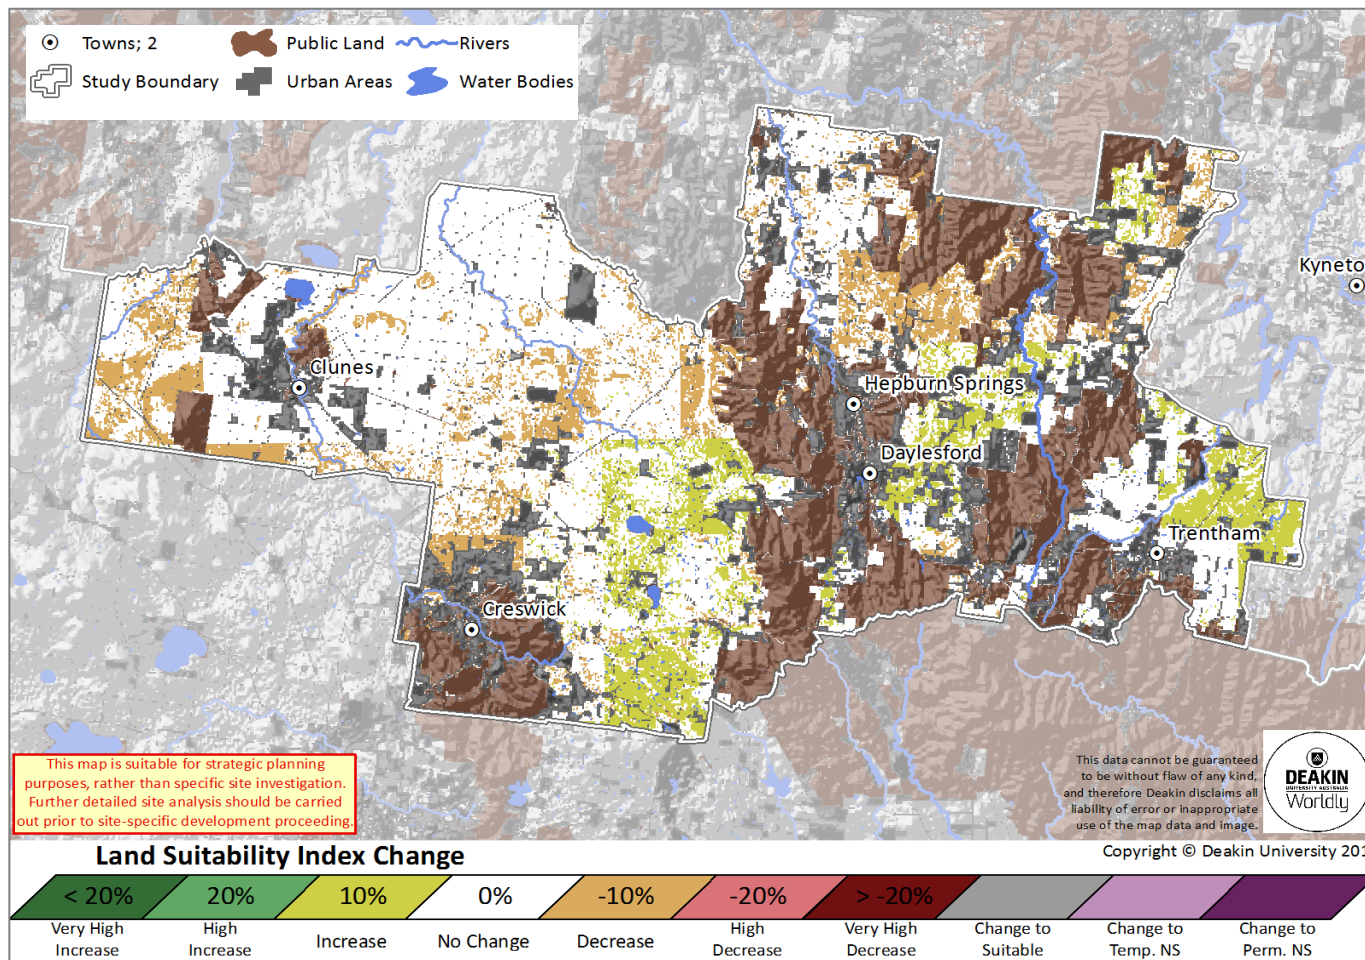 Towns; 2
Public Land
Rivers
Study Boundary
Urban Areas
Water Bodies
Kyneto
Clunes
Hepburn Springs
Daylesford
Trentham
Creswick
This map is suitable for strategic planning
purposes, rather than specific site investigation.
Further detailed site analysis should be carried
out prior to site-specific development proceeding.
This data cannot be guaranteed
to be without flaw of any kind,
and therefore Deakin disclaims all
liability of error or inappropriate
use of the map data and image.
DEAKIN
UNIVERSITY AUSTRALIA
Worldly
Land Suitability Index Change
Copyright © Deakin University 201
< 20%
20%
10%
0%
-10%
-20%
> -20%
Very High
Increase
High
Increase
Increase
No Change
Decrease
High
Decrease
Very High
Decrease
Change to
Suitable
Change to
Temp. NS
Change to
Perm. NS